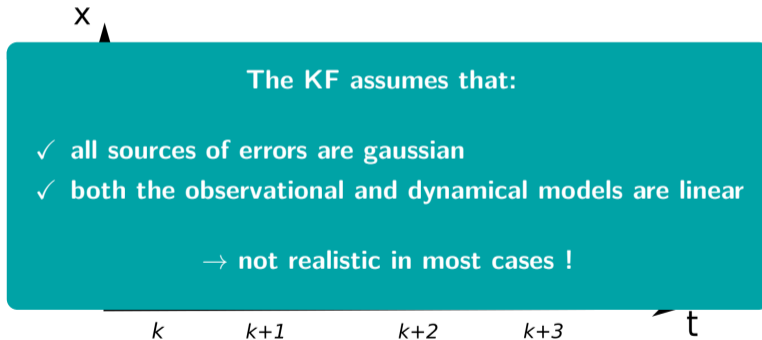 x
The KF assumes that:
✓ all sources of errors are gaussian
✓ both the observational and dynamical models are linear
→ not realistic in most cases !
k k+1 k+2 k+3 t